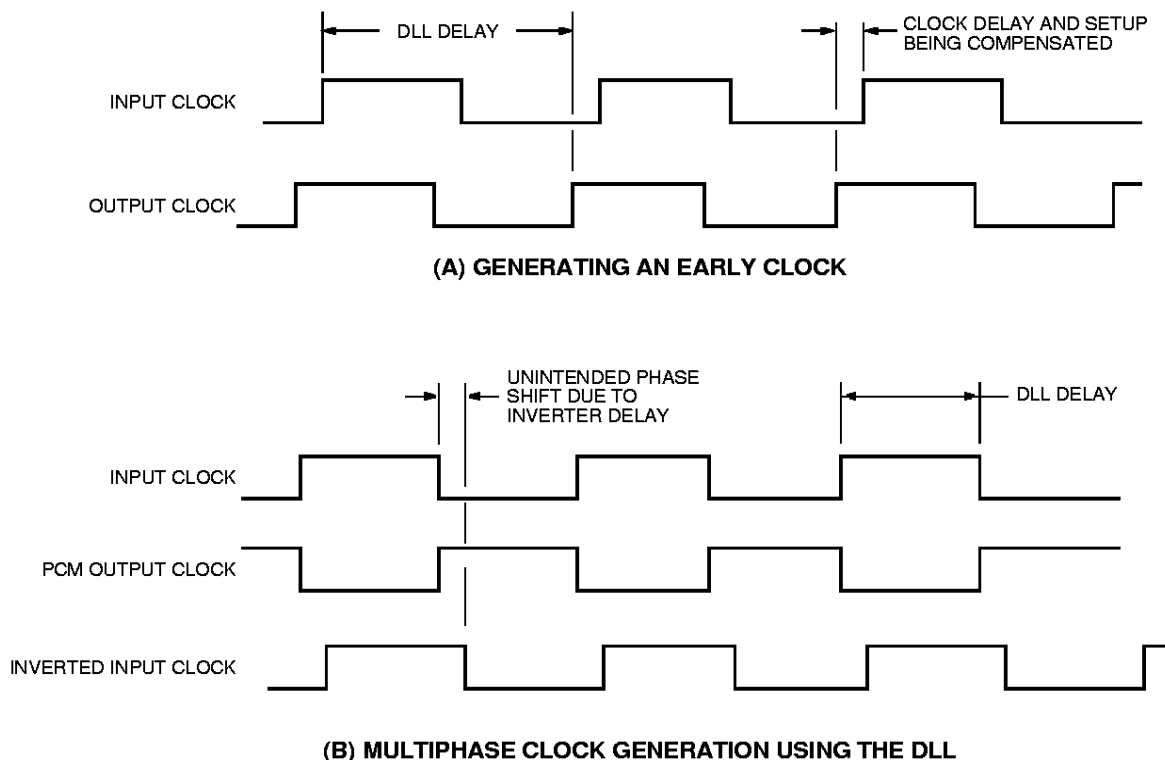 DLL DELAY
CLOCK DELAY AND SETUP
BEING COMPENSATED
INPUT CLOCK
OUTPUT CLOCK
(A) GENERATING AN EARLY CLOCK
UNINTENDED PHASE
SHIFT DUE TO
INVERTER DELAY
DLL DELAY
INPUT CLOCK
PCM OUTPUT CLOCK
INVERTED INPUT CLOCK
(B) MULTIPHASE CLOCK GENERATION USING THE DLL